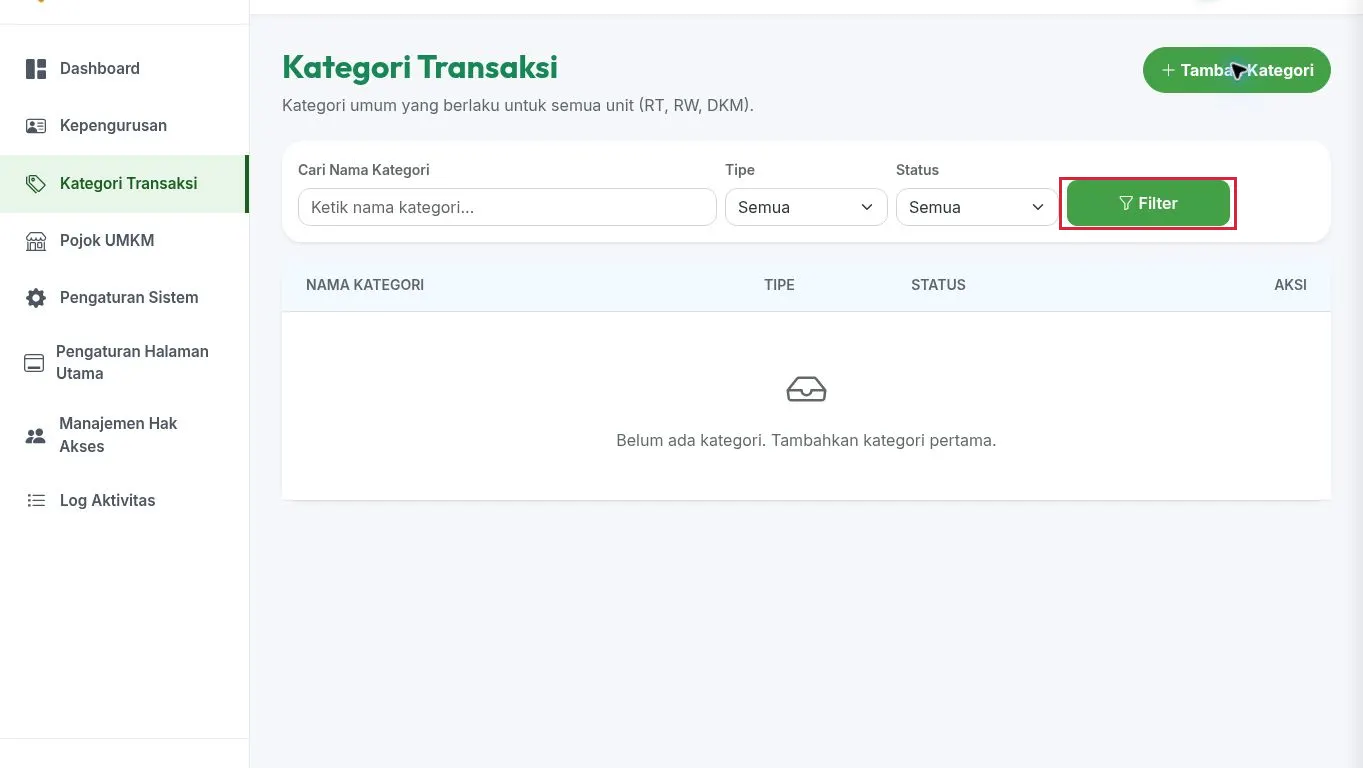 Dashboard
Kepengurusan
Kategori Transaksi
Pojok UMKM
Pengaturan Sistem
Pengaturan Halaman
Utama
Manajemen Hak
Akses
Log Aktivitas
Kategori Transaksi
Kategori umum yang berlaku untuk semua unit (RT, RW, DKM).
+ Tambah Kategori
Cari Nama Kategori
Ketik nama kategori...
Tipe
Semua
Status
Semua
Filter
NAMA KATEGORI TIPE STATUS AKSI
Belum ada kategori. Tambahkan kategori pertama.